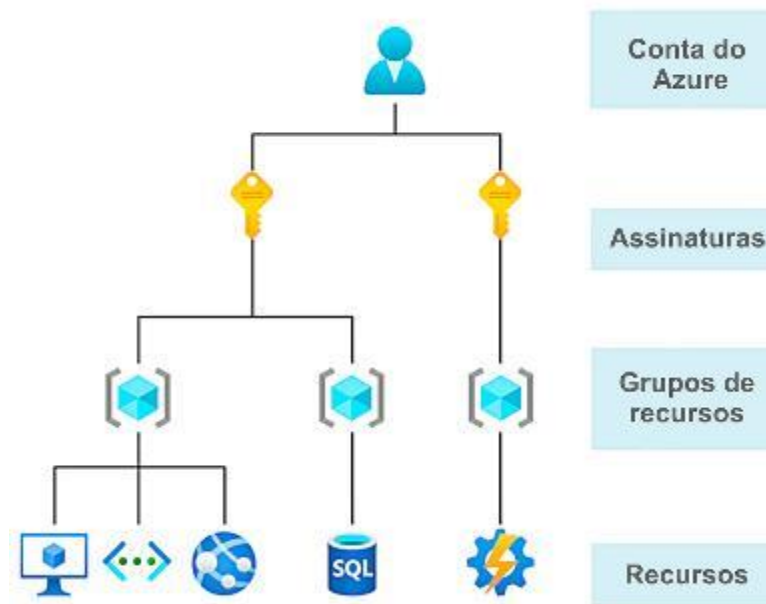 Conta do
Azure
Assinaturas
Grupos de
recursos
SQL
Recursos